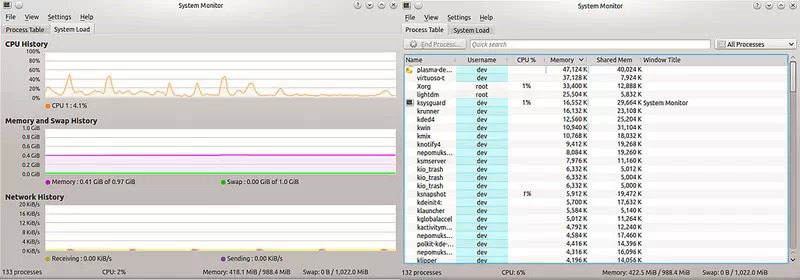 System Monitor
File View Settings Help
Process Table System Load
CPU History
100%
80%
60%
40%
20%
0%
CPU 1: 4.1%
Memory and Swap History
1.0 GiB
0.8 GiB
0.6 GiB
0.4 GiB
0.2 GiB
0.0 GiB
Memory: 0.41 GiB of 0.97 GiB
Swap: 0.00 GiB of 1.0 GiB
Network History
20 KiB/s
16 KiB/s
12 KiB/s
8 KiB/s
4 KiB/s
0 KiB/s
Receiving: 0.00 KiB/s
Sending: 0.00 KiB/s
133 processes CPU: 2% Memory: 418.1 MiB / 988.4 MiB Swap: 0 B / 1,022.0 MiB
System Monitor
File View Settings Help
Process Table System Load
End Process... Quick search All Processes
Name Username CPU % Memory Shared Mem Window Title
plasma-de... dev 47,124 K 40,024 K
virtuoso-t dev 37,128 K 7,924 K
Xorg root 1% 33,400 K 12,888 K
lightdm root 25,504 K 5,832 K
ksysguard dev 1% 16,552 K 29,664 K System Monitor
krunner dev 16,132 K 23,108 K
kded4 dev 12,560 K 25,204 K
kwin dev 10,940 K 31,104 K
kmix dev 10,768 K 18,032 K
knotify4 dev 9,412 K 19,268 K
nepomuks... dev 8,084 K 19,260 K
ksmserver dev 7,976 K 11,160 K
kio_trash dev 6,332 K 5,012 K
kio_trash dev 6,332 K 5,004 K
kio_trash dev 6,332 K 5,000 K
ksnapshot dev 1% 5,912 K 19,472 K
kdeinit4: dev 5,700 K 17,632 K
klauncher dev 5,584 K 5,140 K
kglobalaccel dev 5,012 K 11,264 K
kactivitym... dev 4,792 K 12,240 K
nepomuks... dev 4,584 K 17,460 K
polkit-kde-... dev 4,416 K 14,396 K
nepomuks... dev 4,316 K 14,396 K
klipper dev 4,196 K 14,056 K
133 processes CPU: 6% Memory: 422.5 MiB / 988.4 MiB Swap: 0 B / 1,022.0 MiB